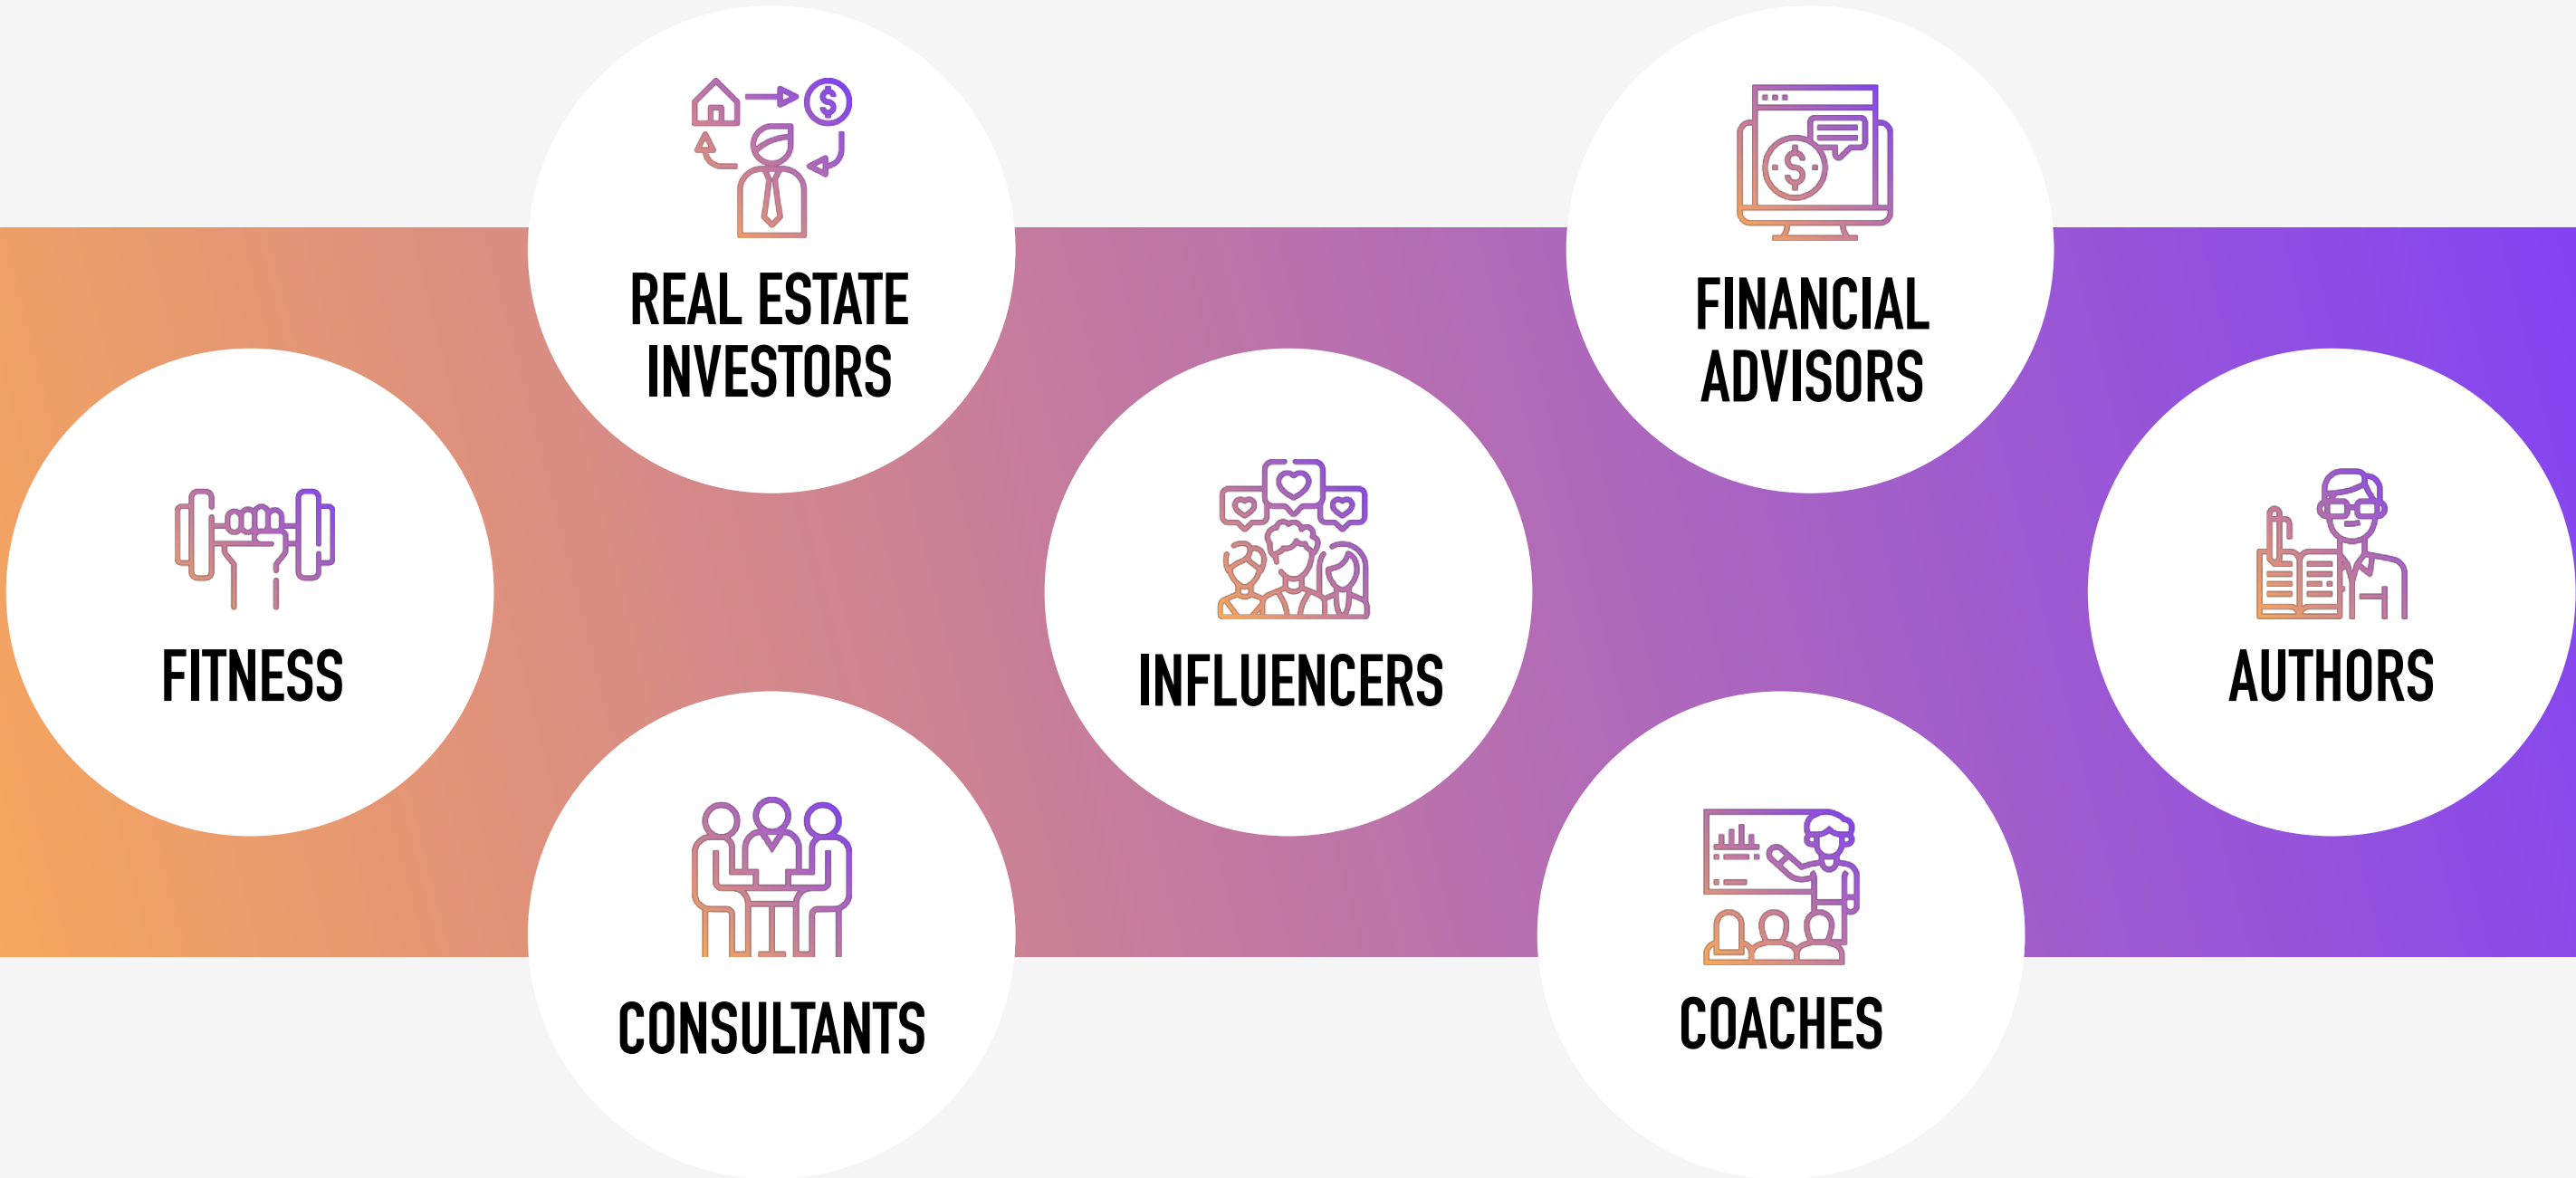 REAL ESTATE
INVESTORS
FINANCIAL
ADVISORS
FITNESS
INFLUENCERS
AUTHORS
CONSULTANTS
COACHES